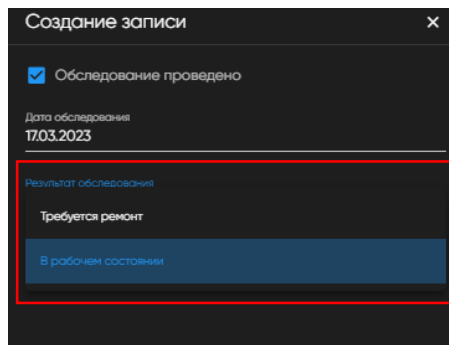 Создание записи
Обследование проведено
Дата обследования
17.03.2023
Результат обследования
Требуется ремонт
В рабочем состоянии